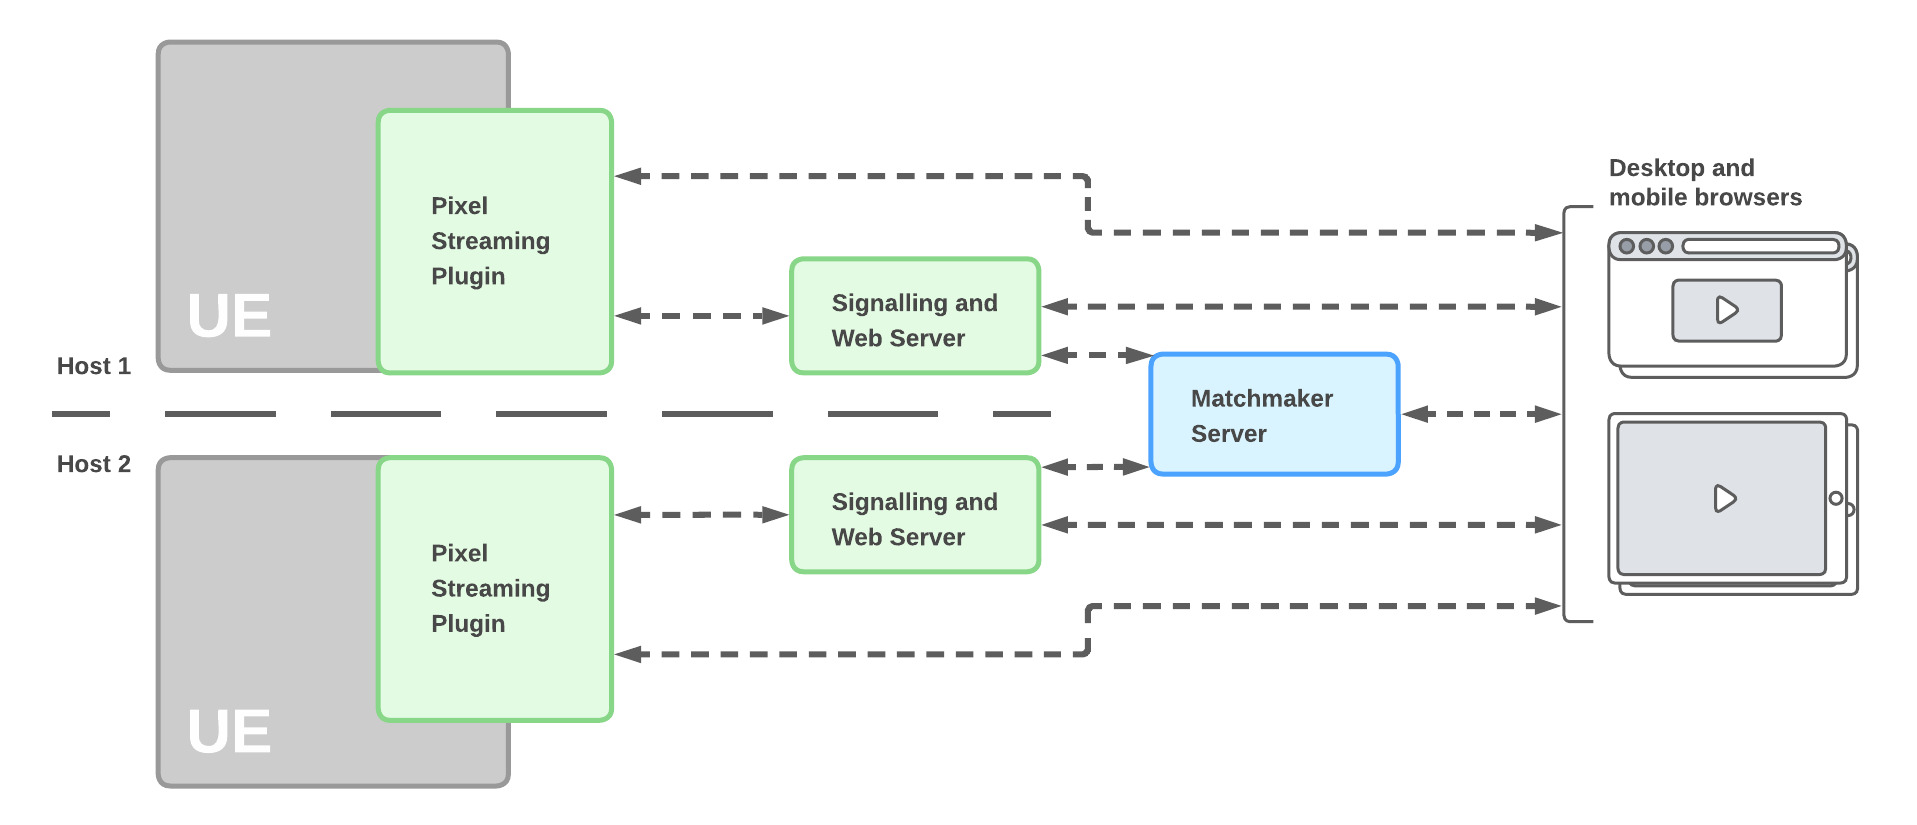 Desktop and
mobile browsers
Pixel
Streaming
Plugin
UE
Signalling and
Web Server
Host 1
Matchmaker
Server
Host 2
Signalling and
Web Server
Pixel
Streaming
Plugin
UE